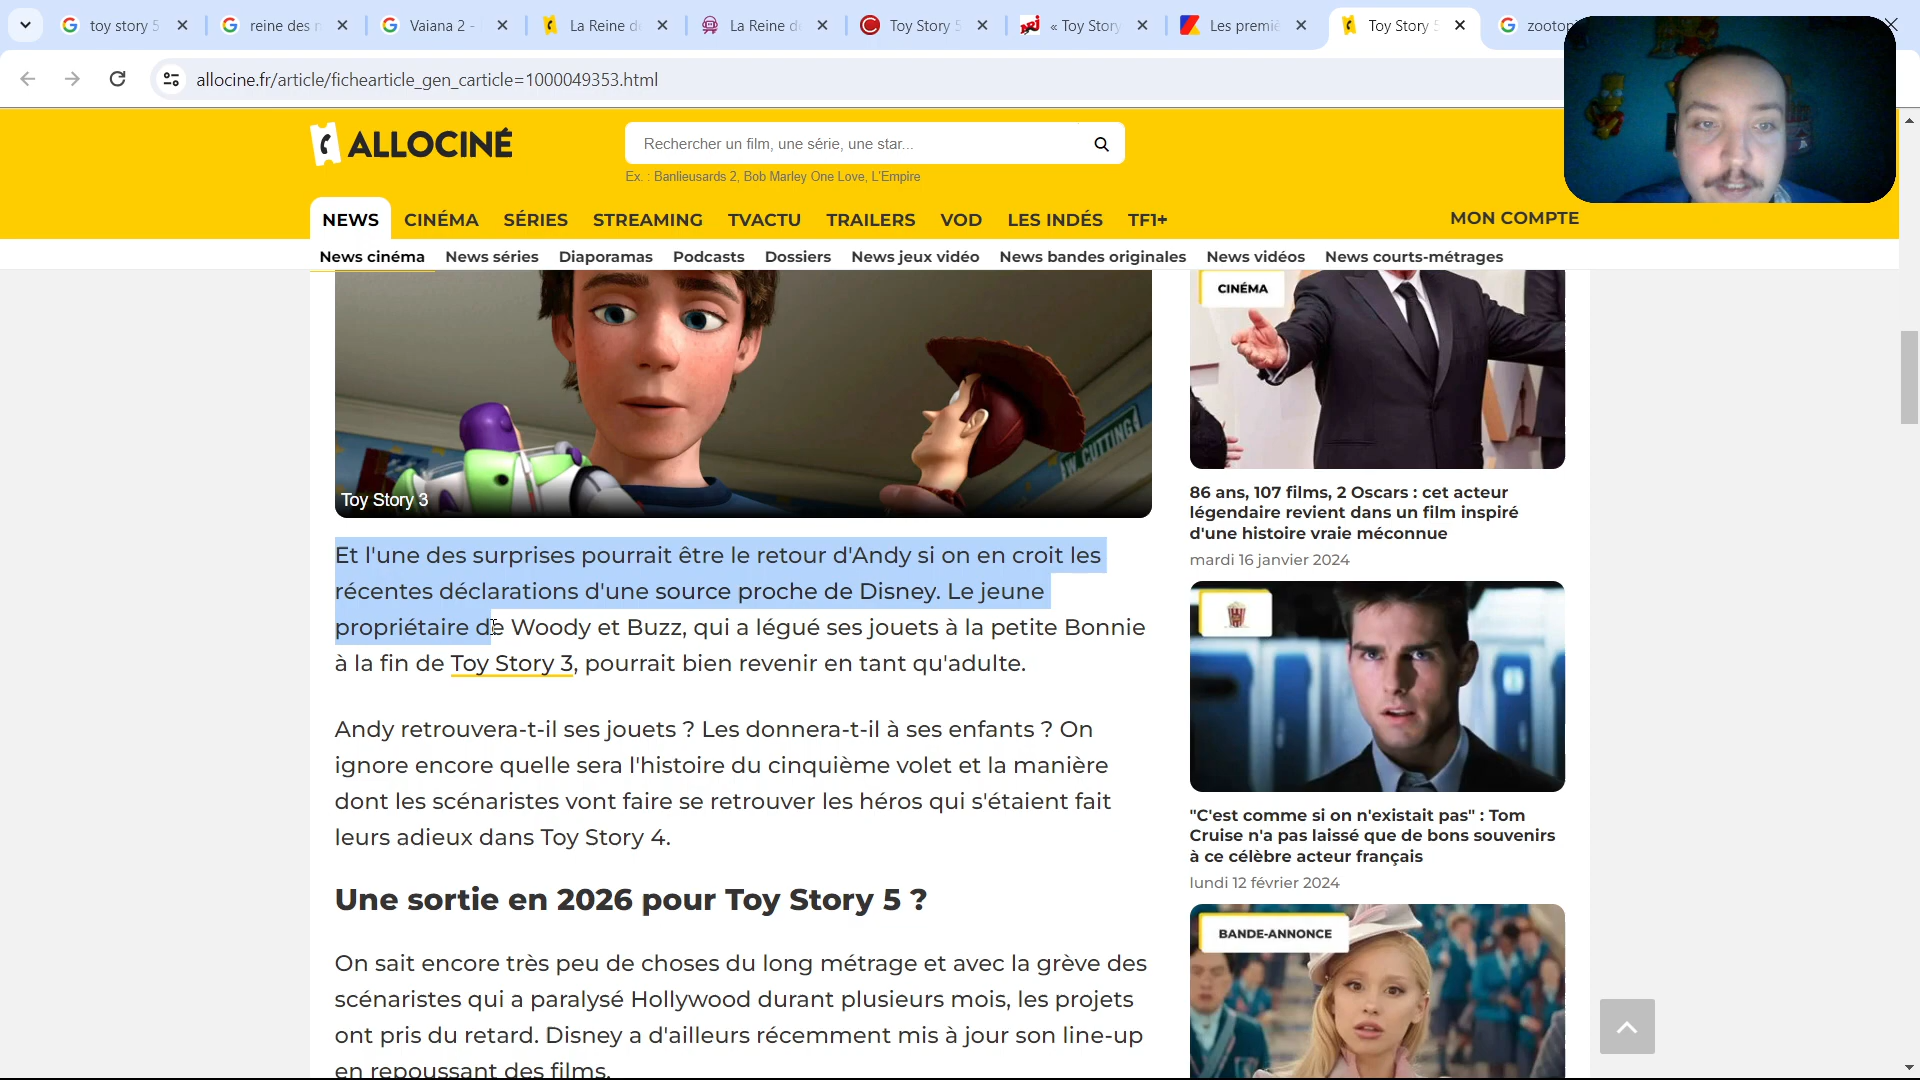 toy story 5
reine des n
Vaiana 2 -
La Reine de
La Reine de
Toy Story 5
« Toy Story
Les premiè
Toy Story 5
zootopi
allocine.fr/article/fichearticle_gen_carticle=1000049353.html
ALLOCINÉ
Rechercher un film, une série, une star...
Ex. : Banlieusards 2, Bob Marley One Love, L'Empire
NEWS CINÉMA SÉRIES STREAMING TVACTU TRAILERS VOD LES INDÉS TF1+
MON COMPTE
News cinéma News séries Diaporamas Podcasts Dossiers News jeux vidéo News bandes originales News vidéos News courts-métrages
W CUTTING
Toy Story 3
Et l'une des surprises pourrait être le retour d'Andy si on en croit les
récentes déclarations d'une source proche de Disney. Le jeune
propriétaire de Woody et Buzz, qui a légué ses jouets à la petite Bonnie
à la fin de Toy Story 3, pourrait bien revenir en tant qu'adulte.
Andy retrouvera-t-il ses jouets ? Les donnera-t-il à ses enfants ? On
ignore encore quelle sera l'histoire du cinquième volet et la manière
dont les scénaristes vont faire se retrouver les héros qui s'étaient fait
leurs adieux dans Toy Story 4.
Une sortie en 2026 pour Toy Story 5 ?
On sait encore très peu de choses du long métrage et avec la grève des
scénaristes qui a paralysé Hollywood durant plusieurs mois, les projets
ont pris du retard. Disney a d'ailleurs récemment mis à jour son line-up
en repoussant des films.
CINÉMA
86 ans, 107 films, 2 Oscars : cet acteur
légendaire revient dans un film inspiré
d'une histoire vraie méconnue
mardi 16 janvier 2024
"C'est comme si on n'existait pas" : Tom
Cruise n'a pas laissé que de bons souvenirs
à ce célèbre acteur français
lundi 12 février 2024
BANDE-ANNONCE